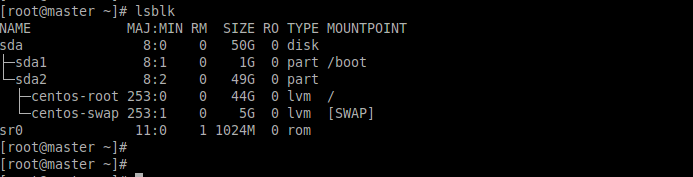 [root@master ~]# lsblk
NAME            MAJ:MIN RM  SIZE RO TYPE MOUNTPOINT
sda               8:0    0   50G  0 disk
├─sda1            8:1    0    1G  0 part /boot
└─sda2            8:2    0   49G  0 part
  ├─centos-root 253:0    0   44G  0 lvm  /
  └─centos-swap 253:1    0    5G  0 lvm  [SWAP]
sr0              11:0    1 1024M  0 rom
[root@master ~]#
[root@master ~]#